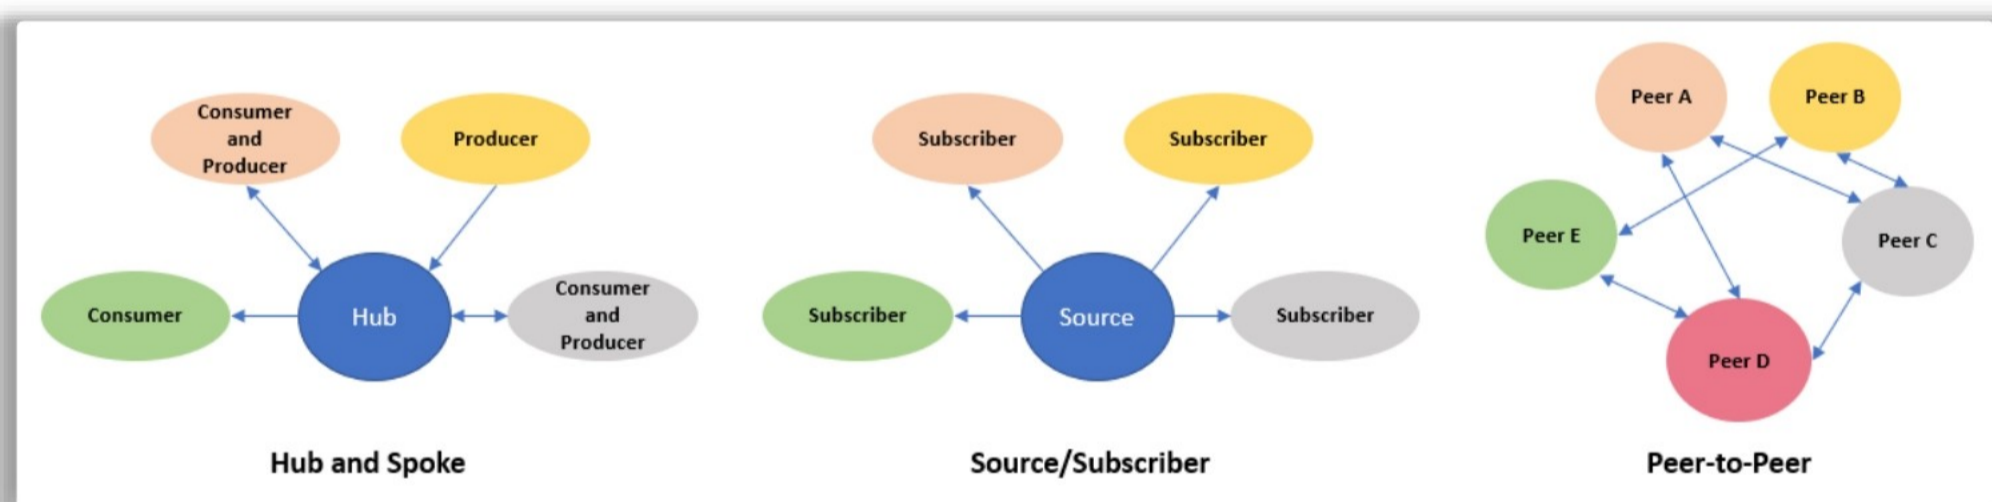 Consumer
and
Producer
Producer
Consumer
Hub
Consumer
and
Producer
Hub and Spoke
Subscriber
Subscriber
Subscriber
Source
Subscriber
Source/Subscriber
Peer A
Peer B
Peer E
Peer C
Peer D
Peer-to-Peer